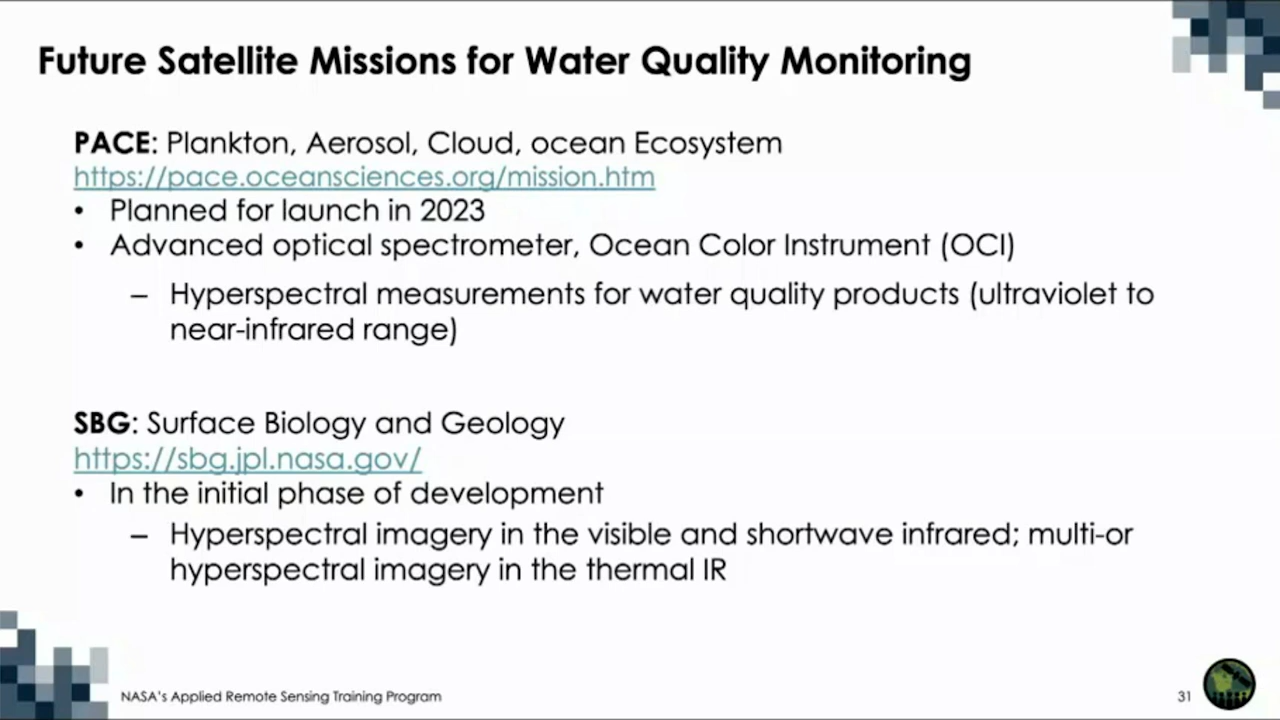 Future Satellite Missions for Water Quality Monitoring
PACE: Plankton, Aerosol, Cloud, ocean Ecosystem
https://pace.oceansciences.org/mission.htm
• Planned for launch in 2023
• Advanced optical spectrometer, Ocean Color Instrument (OCI)
– Hyperspectral measurements for water quality products (ultraviolet to
near-infrared range)
SBG: Surface Biology and Geology
https://sbg.jpl.nasa.gov/
• In the initial phase of development
– Hyperspectral imagery in the visible and shortwave infrared; multi-or
hyperspectral imagery in the thermal IR
NASA's Applied Remote Sensing Training Program
31